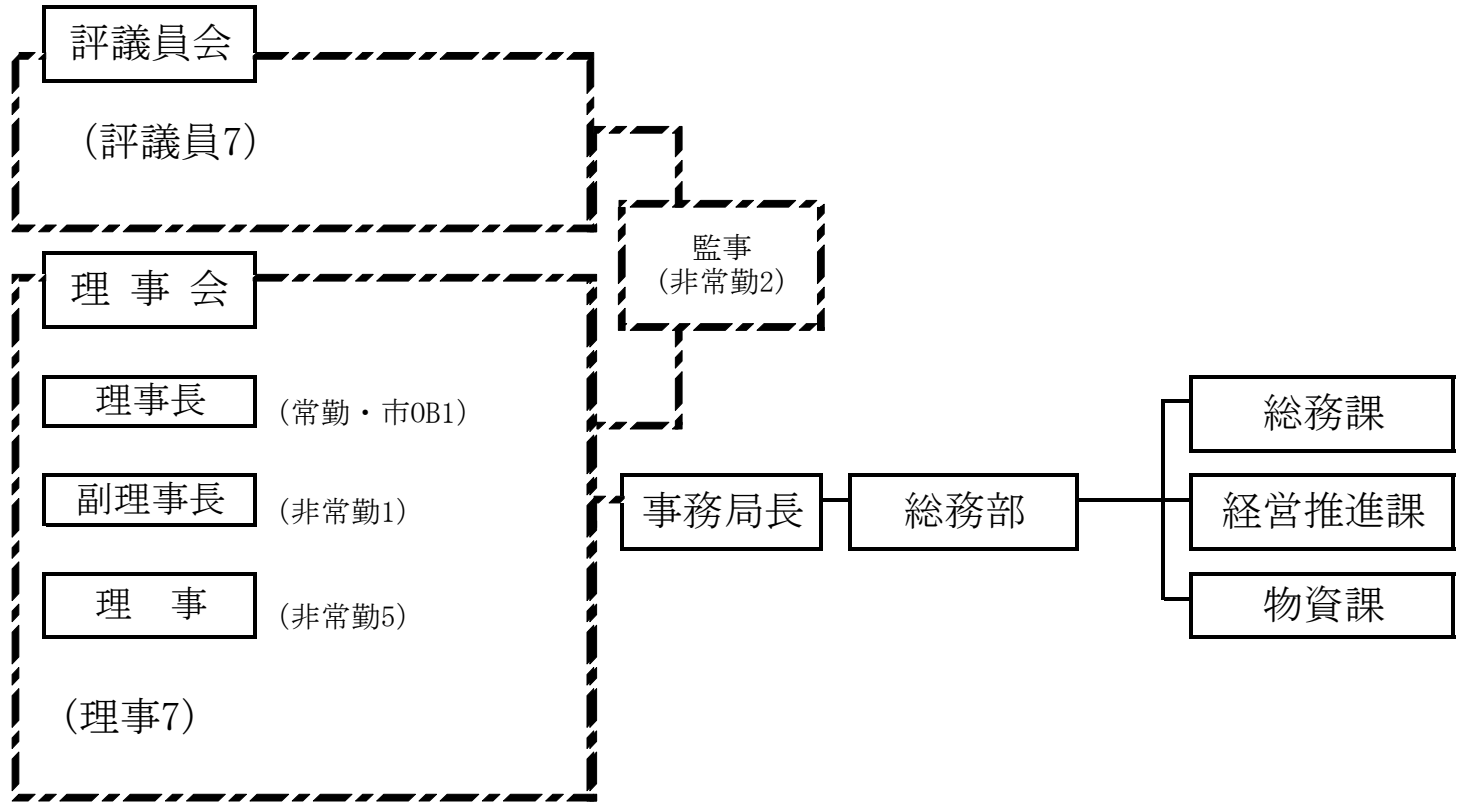 評議員会
(評議員7)
監事
(非常勤2)
理 事 会
理事長 (常勤・市OB1)
副理事長 (非常勤1)
理 事 (非常勤5)
(理事7)
事務局長
総務部
総務課
経営推進課
物資課